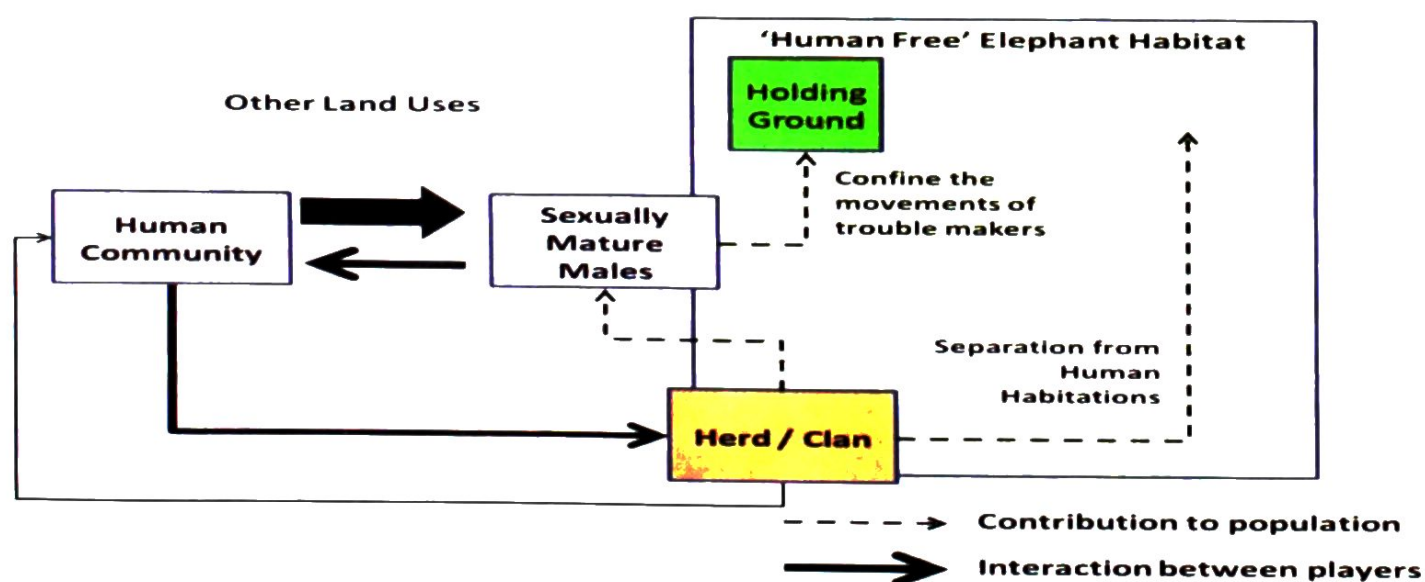 ‘Human Free’ Elephant Habitat
Holding
Ground
Other Land Uses
Confine the
movements of
trouble makers
Human
Community
Sexually
Mature
Males
Separation from
Human
Habitations
Herd / Clan
Contribution to population
Interaction between players